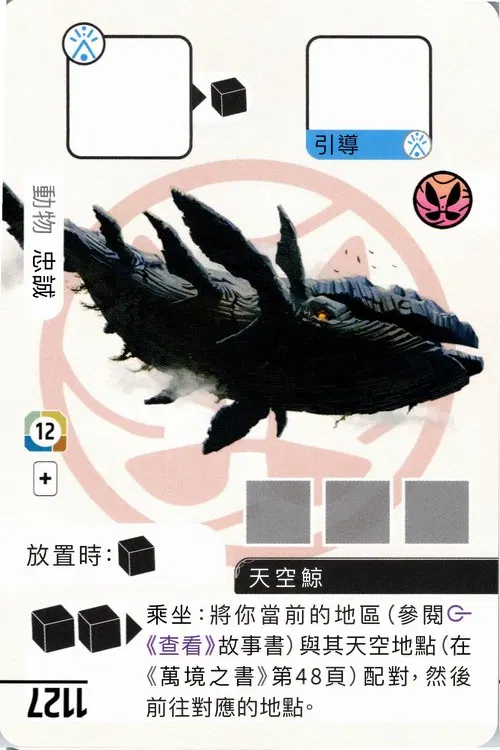 引導
動物 忠誠
12
+
放置時:
天空鯨
乘坐:將你當前的地區(參閱
《查看》故事書)與其天空地點(在
《萬境之書》第48頁)配對,然後
前往對應的地點。
1127